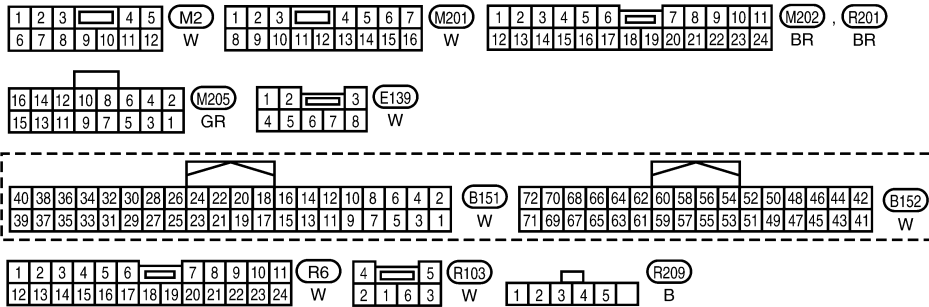 1 2 3 4 5 M2
6 7 8 9 10 11 12 W
1 2 3 4 5 6 7 M201
8 9 10 11 12 13 14 15 16 W
1 2 3 4 5 6 7 8 9 10 11 M202 , R201
12 13 14 15 16 17 18 19 20 21 22 23 24 BR BR
16 14 12 10 8 6 4 2 M205
15 13 11 9 7 5 3 1 GR
1 2 3 E139
4 5 6 7 8 W
40 38 36 34 32 30 28 26 24 22 20 18 16 14 12 10 8 6 4 2 B151
39 37 35 33 31 29 27 25 23 21 19 17 15 13 11 9 7 5 3 1 W
72 70 68 66 64 62 60 58 56 54 52 50 48 46 44 42 B152
71 69 67 65 63 61 59 57 55 53 51 49 47 45 43 41 W
1 2 3 4 5 6 7 8 9 10 11 R6
12 13 14 15 16 17 18 19 20 21 22 23 24 W
4 5 R103
2 1 6 3 W
1 2 3 4 5 R209
B